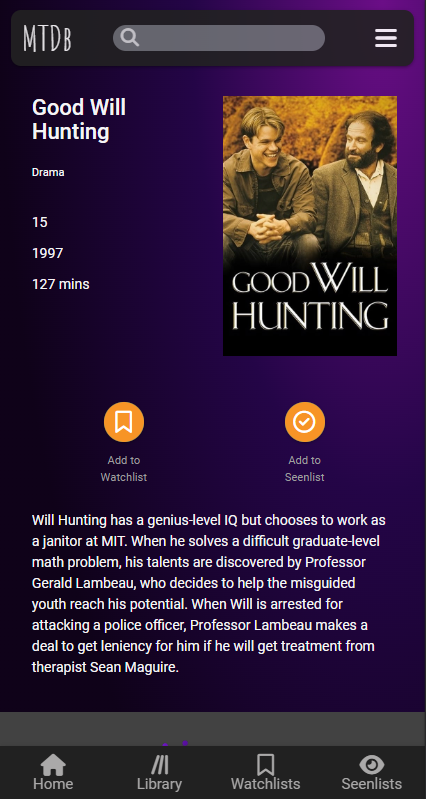 MTDb
Good Will
Hunting
Drama
15
1997
127 mins
GOOD WILL
HUNTING
Add to
Watchlist
Add to
Seenlist
Will Hunting has a genius-level IQ but chooses to work as
a janitor at MIT. When he solves a difficult graduate-level
math problem, his talents are discovered by Professor
Gerald Lambeau, who decides to help the misguided
youth reach his potential. When Will is arrested for
attacking a police officer, Professor Lambeau makes a
deal to get leniency for him if he will get treatment from
therapist Sean Maguire.
Home
Library
Watchlists
Seenlists